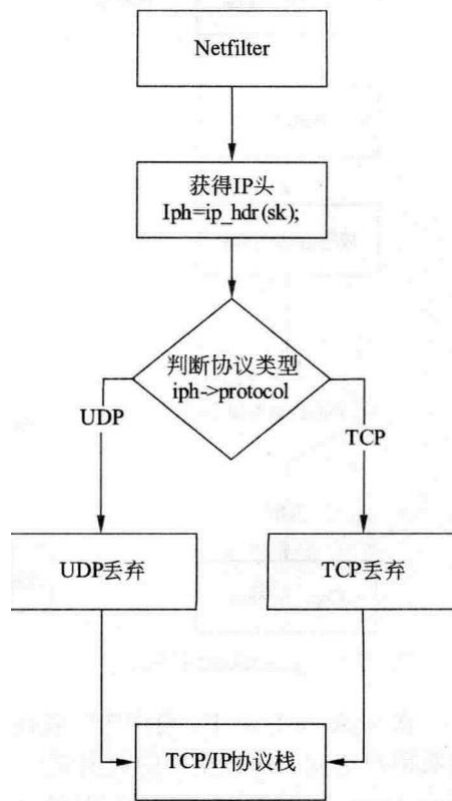 Netfilter
获得IP头
Iph=ip_hdr(sk);
判断协议类型
iph->protocol
UDP
TCP
UDP丢弃
TCP丢弃
TCP/IP协议栈